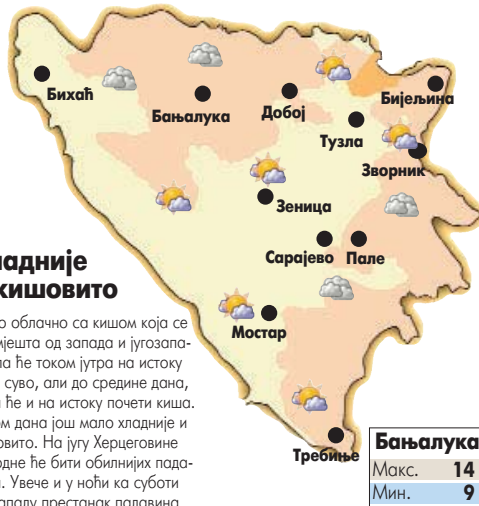 Бихаћ
Бањалука
Добој
Бијељина
Тузла
Зворник
Зеница
Сарајево Пале
Мостар
Требиње
кишовито
о облачно са кишом која се
мјешта од запада и југозапа-
ла ће током јутра на истоку
суво, али до средине дана,
ће и на истоку почети киша.
ом дана још мало хладније и
овито. На југу Херцеговине
одне ће бити обилнијих пада-
а. Увече и у ноћи ка суботи
западу престанак падавина
Бањалука
Макс. 14
Мин. 9